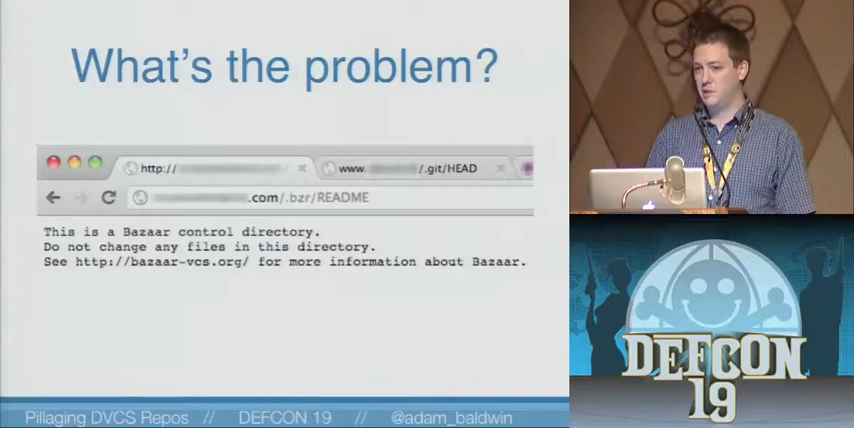 What's the problem?
http://
www.
/.git/HEAD
.com/.bzr/README
This is a Bazaar control directory.
Do not change any files in this directory.
See http://bazaar-vcs.org/ for more information about Bazaar.
Pillaging DVCS Repos // DEFCON 19 // @adam_baldwin
DEFCON
19